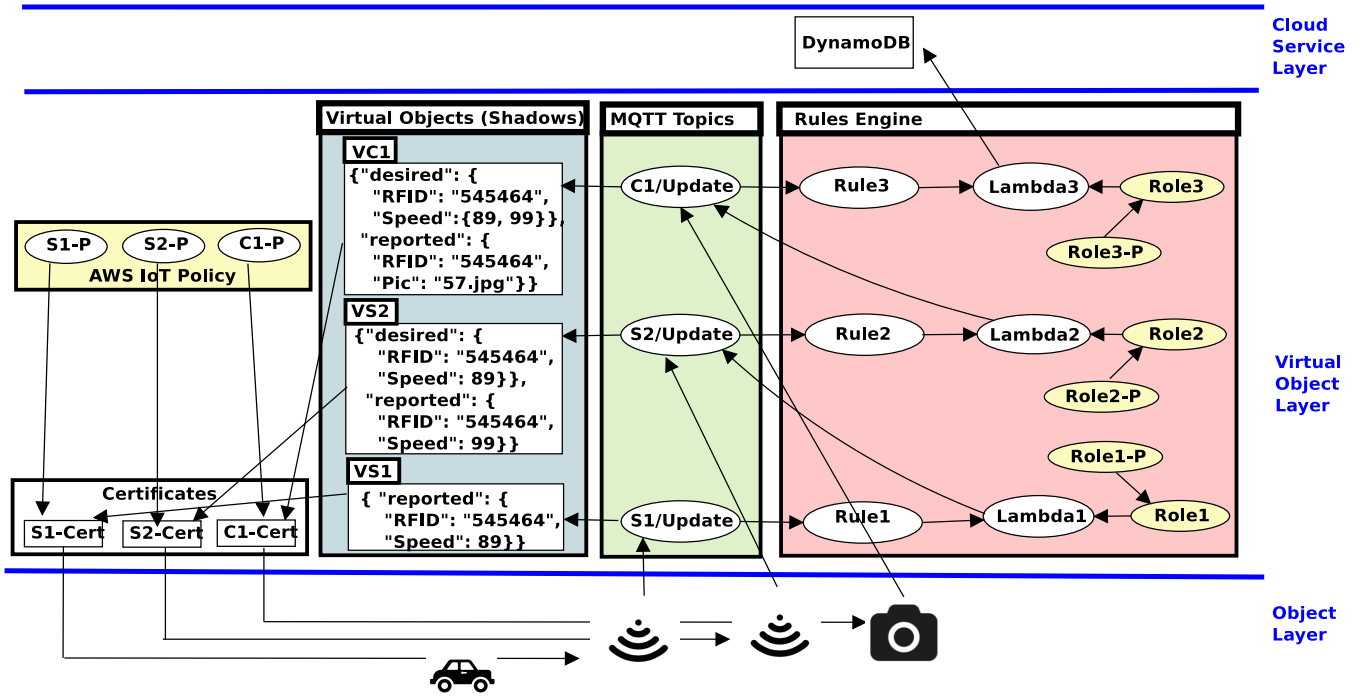 DynamoDB
Cloud
Service
Layer
Virtual Objects (Shadows)
MQTT Topics
Rules Engine
VC1
{"desired": {
"RFID": "545464",
"Speed":{89, 99}},
"reported": {
"RFID": "545464",
"Pic": "57.jpg"}}
C1/Update
Rule3
Lambda3
Role3
Role3-P
S1-P
S2-P
C1-P
AWS IoT Policy
VS2
{"desired": {
"RFID": "545464",
"Speed": 89}},
"reported": {
"RFID": "545464",
"Speed": 99}}
S2/Update
Rule2
Lambda2
Role2
Role2-P
Virtual
Object
Layer
VS1
{ "reported": {
"RFID": "545464",
"Speed": 89}}
S1/Update
Rule1
Lambda1
Role1-P
Role1
Certificates
S1-Cert
S2-Cert
C1-Cert
Object
Layer